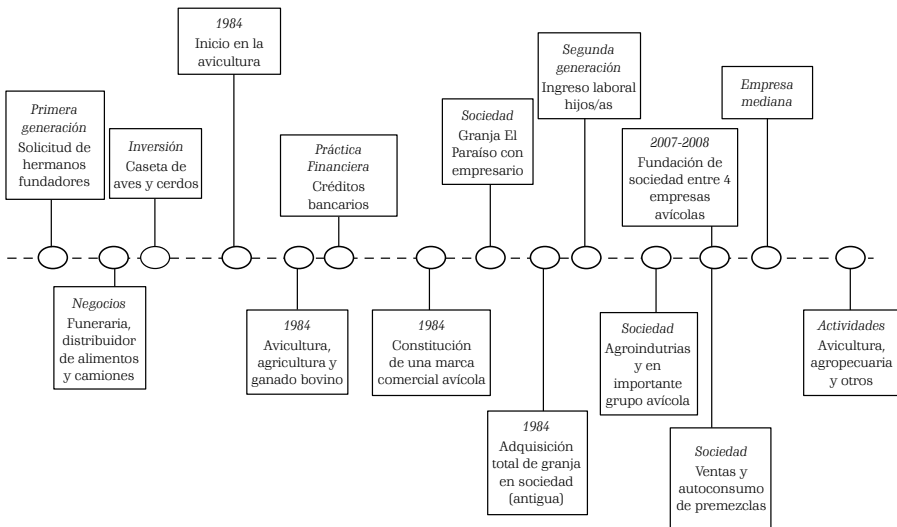 1984
Inicio en la
avicultura
Segunda
generación
Ingreso laboral
hijos/as
Empresa
mediana
Primera
generación
Solicitud de
hermanos
fundadores
Inversión
Caseta de
aves y cerdos
Práctica
Financiera
Créditos
bancarios
Sociedad
Granja El
Paraíso con
empresario
2007-2008
Fundación de
sociedad entre 4
empresas
avícolas
Negocios
Funeraria,
distribuidor
de alimentos
y camiones
1984
Avicultura,
agricultura y
ganado bovino
1984
Constitución
de una marca
comercial avícola
Sociedad
Agroindutrias
y en
importante
grupo avícola
Actividades
Avicultura,
agropecuaria
y otros
1984
Adquisición
total de granja
en sociedad
(antigua)
Sociedad
Ventas y
autoconsumo
de premezclas